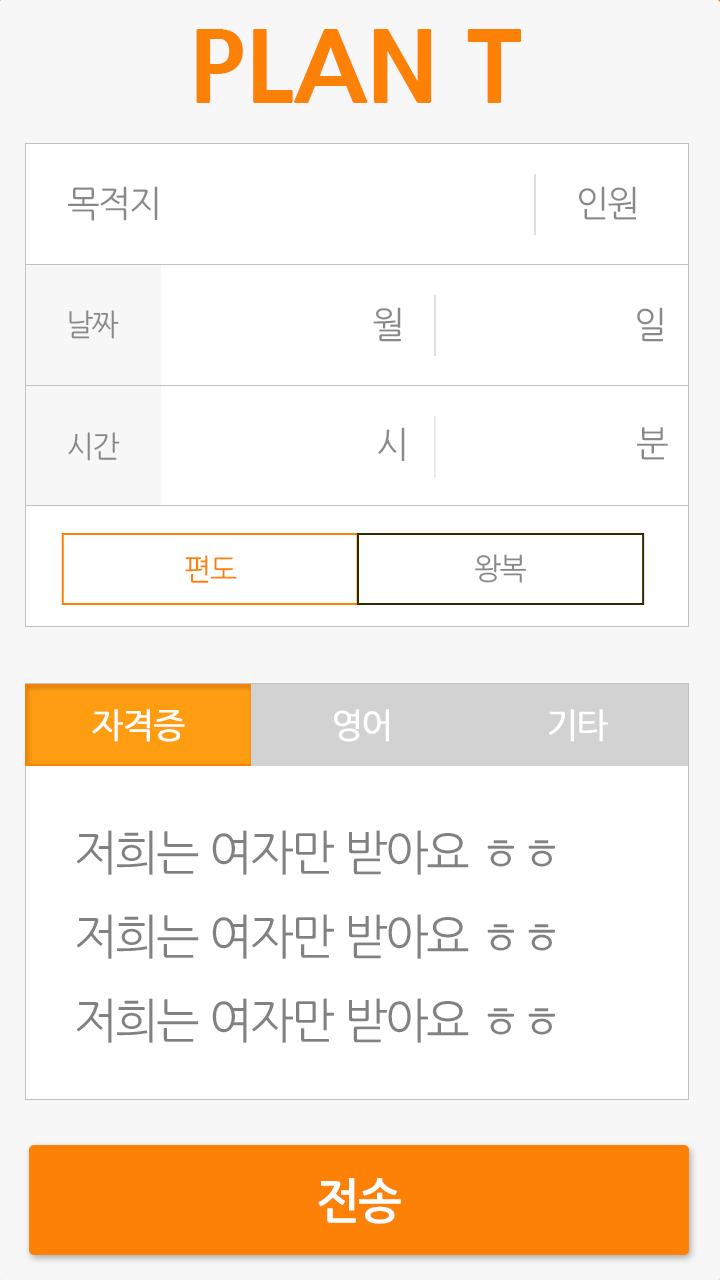 PLAN T
목적지 인원
날짜 월 일
시간 시 분
편도 왕복
자격증 영어 기타
저희는 여자만 받아요 ㅎㅎ
저희는 여자만 받아요 ㅎㅎ
저희는 여자만 받아요 ㅎㅎ
전송